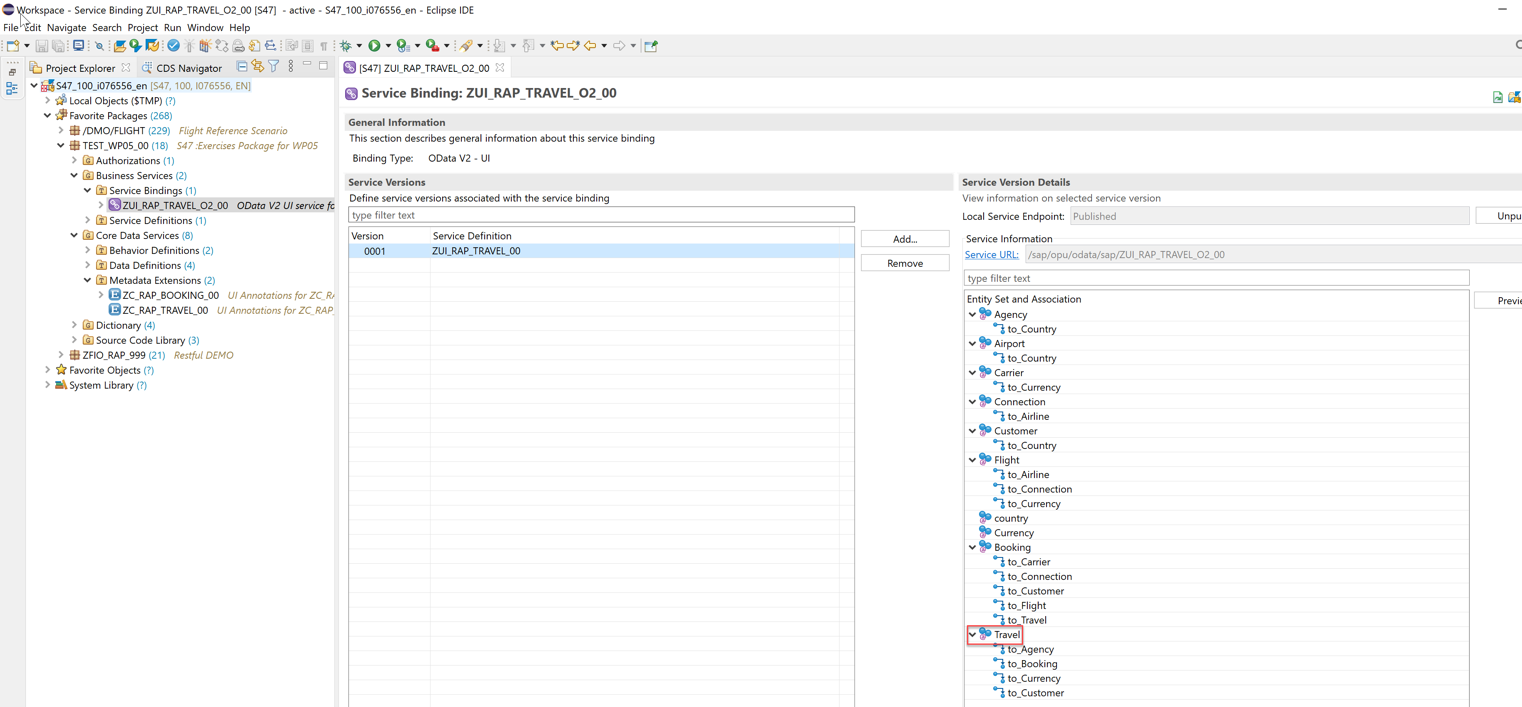 Workspace - Service Binding ZUI_RAP_TRAVEL_O2_00 [S47] - active - S47_100_i076556_en - Eclipse IDE
File Edit Navigate Search Project Run Window Help
Project Explorer
CDS Navigator
S47_100_i076556_en [S47, 100, I076556, EN]
Local Objects ($TMP) (?)
Favorite Packages (268)
/DMO/FLIGHT (229) Flight Reference Scenario
TEST_WP05_00 (18) S47 :Exercises Package for WP05
Authorizations (1)
Business Services (2)
Service Bindings (1)
ZUI_RAP_TRAVEL_O2_00 OData V2 UI service fo
Service Definitions (1)
Core Data Services (8)
Behavior Definitions (2)
Data Definitions (4)
Metadata Extensions (2)
ZC_RAP_BOOKING_00 UI Annotations for ZC_RA
ZC_RAP_TRAVEL_00 UI Annotations for ZC_RAP_
Dictionary (4)
Source Code Library (3)
ZFIO_RAP_999 (21) Restful DEMO
Favorite Objects (?)
System Library (?)
[S47] ZUI_RAP_TRAVEL_O2_00
Service Binding: ZUI_RAP_TRAVEL_O2_00
General Information
This section describes general information about this service binding
Binding Type: OData V2 - UI
Service Versions
Define service versions associated with the service binding
type filter text
Version Service Definition
0001 ZUI_RAP_TRAVEL_00
Add...
Remove
Service Version Details
View information on selected service version
Local Service Endpoint: Published
Unpu
Service Information
Service URL: /sap/opu/odata/sap/ZUI_RAP_TRAVEL_O2_00
type filter text
Entity Set and Association
Previe
Agency
to_Country
Airport
to_Country
Carrier
to_Currency
Connection
to_Airline
Customer
to_Country
Flight
to_Airline
to_Connection
to_Currency
country
Currency
Booking
to_Carrier
to_Connection
to_Customer
to_Flight
to_Travel
Travel
to_Agency
to_Booking
to_Currency
to_Customer